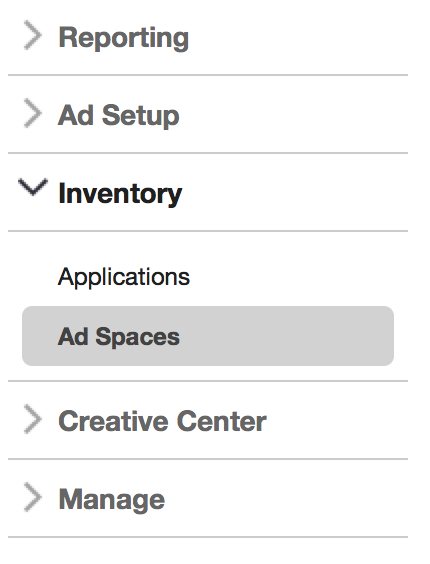 Reporting
Ad Setup
Inventory
Applications
Ad Spaces
Creative Center
Manage